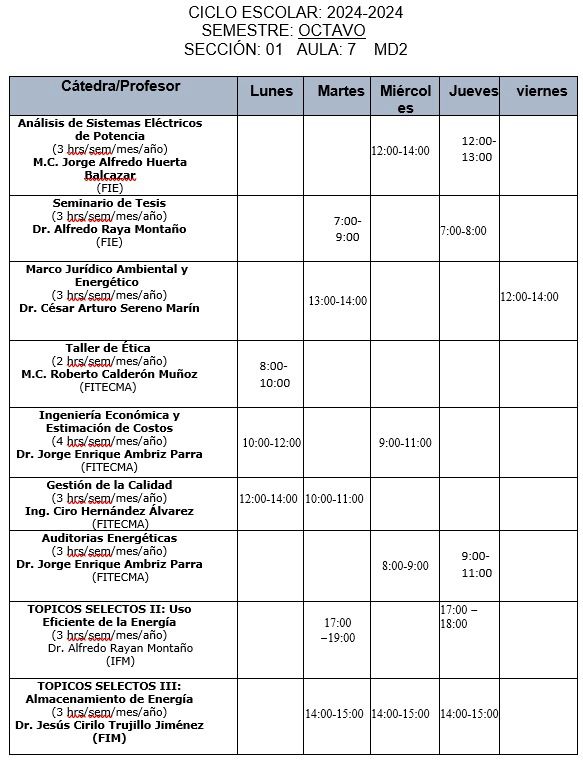 CICLO ESCOLAR: 2024-2024
SEMESTRE: OCTAVO
SECCIÓN: 01 AULA: 7 MD2
Cátedra/Profesor Lunes Martes Miércol Jueves viernes
es
Análisis de Sistemas Eléctricos
de Potencia
(3 hrs/sem/mes/año) 12:00-14:00 12:00-
13:00
M.C. Jorge Alfredo Huerta
Balcazar
(FIE)
Seminario de Tesis
(3 hrs/sem/mes/año) 7:00-
9:00 7:00-8:00
Dr. Alfredo Raya Montaño
(FIE)
Marco Jurídico Ambiental y
Energético
(3 hrs/sem/mes/año) 13:00-14:00 12:00-14:00
Dr. César Arturo Sereno Marín
Taller de Ética
(2 hrs/sem/mes/año) 8:00-
10:00
M.C. Roberto Calderón Muñoz
(FITECMA)
Ingeniería Económica y
Estimación de Costos
(4 hrs/sem/mes/año) 10:00-12:00 9:00-11:00
Dr. Jorge Enrique Ambriz Parra
(FITECMA)
Gestión de la Calidad
(3 hrs/sem/mes/año) 12:00-14:00 10:00-11:00
Ing. Ciro Hernández Álvarez
(FITECMA)
Auditorias Energéticas
(3 hrs/sem/mes/año) 8:00-9:00 9:00-
11:00
Dr. Jorge Enrique Ambriz Parra
(FITECMA)
TOPICOS SELECTOS II: Uso
Eficiente de la Energía
(3 hrs/sem/mes/año) 17:00
–19:00 17:00 –
18:00
Dr. Alfredo Rayan Montaño
(IFM)
TOPICOS SELECTOS III:
Almacenamiento de Energía
(3 hrs/sem/mes/año) 14:00-15:00 14:00-15:00 14:00-15:00
Dr. Jesús Cirilo Trujillo Jiménez
(FIM)